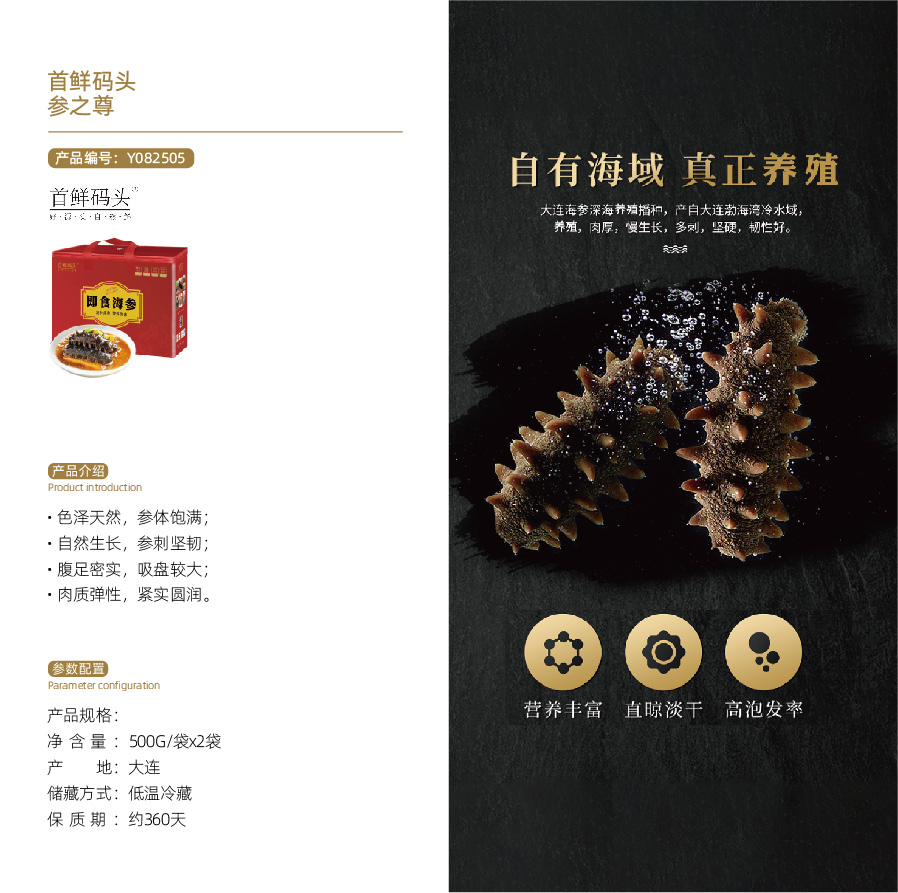 首鲜码头
参之尊
产品编号：Y082505
首鲜码头
好·源·头·自·然·鲜
即食海参
产品介绍
Product introduction
·色泽天然，参体饱满；
·自然生长，参刺坚韧；
·腹足密实，吸盘较大；
·肉质弹性，紧实圆润。
参数配置
Parameter configuration
产品规格：
净含量：500G/袋x2袋
产 地：大连
储藏方式：低温冷藏
保质期：约360天
自有海域 真正养殖
大连海参深海养殖播种，产自大连渤海湾冷水域，
养殖，肉厚，慢生长，多刺，坚硬，韧性好。
营养丰富
直晾淡干
高泡发率